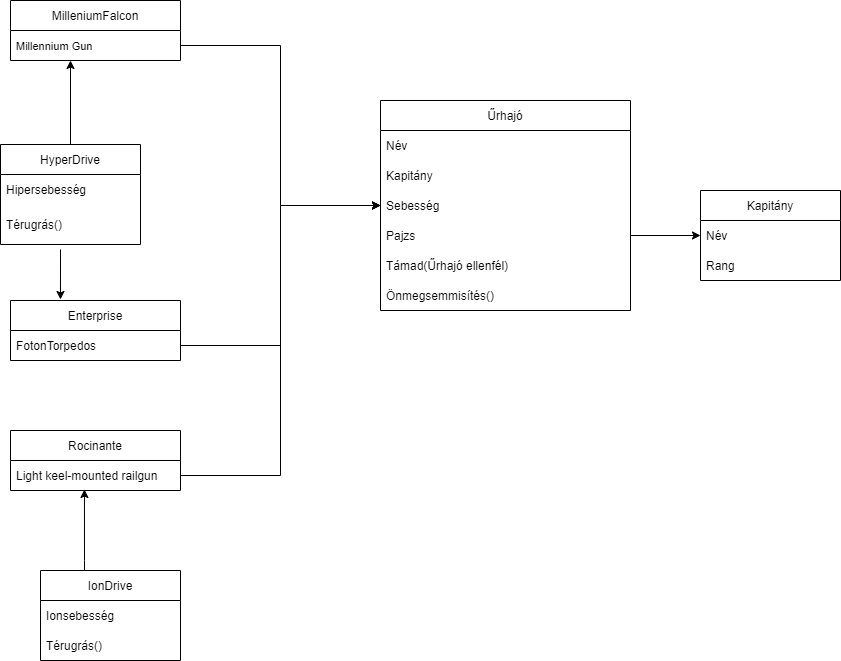 MilleniumFalcon
Millennium Gun
HyperDrive
Hipersebesség
Térugrás()
Enterprise
FotonTorpedos
Rocinante
Light keel-mounted railgun
IonDrive
Ionsebesség
Térugrás()
Űrhajó
Név
Kapitány
Sebesség
Pajzs
Támad(Űrhajó ellenfél)
Önmegsemmisítés()
Kapitány
Név
Rang